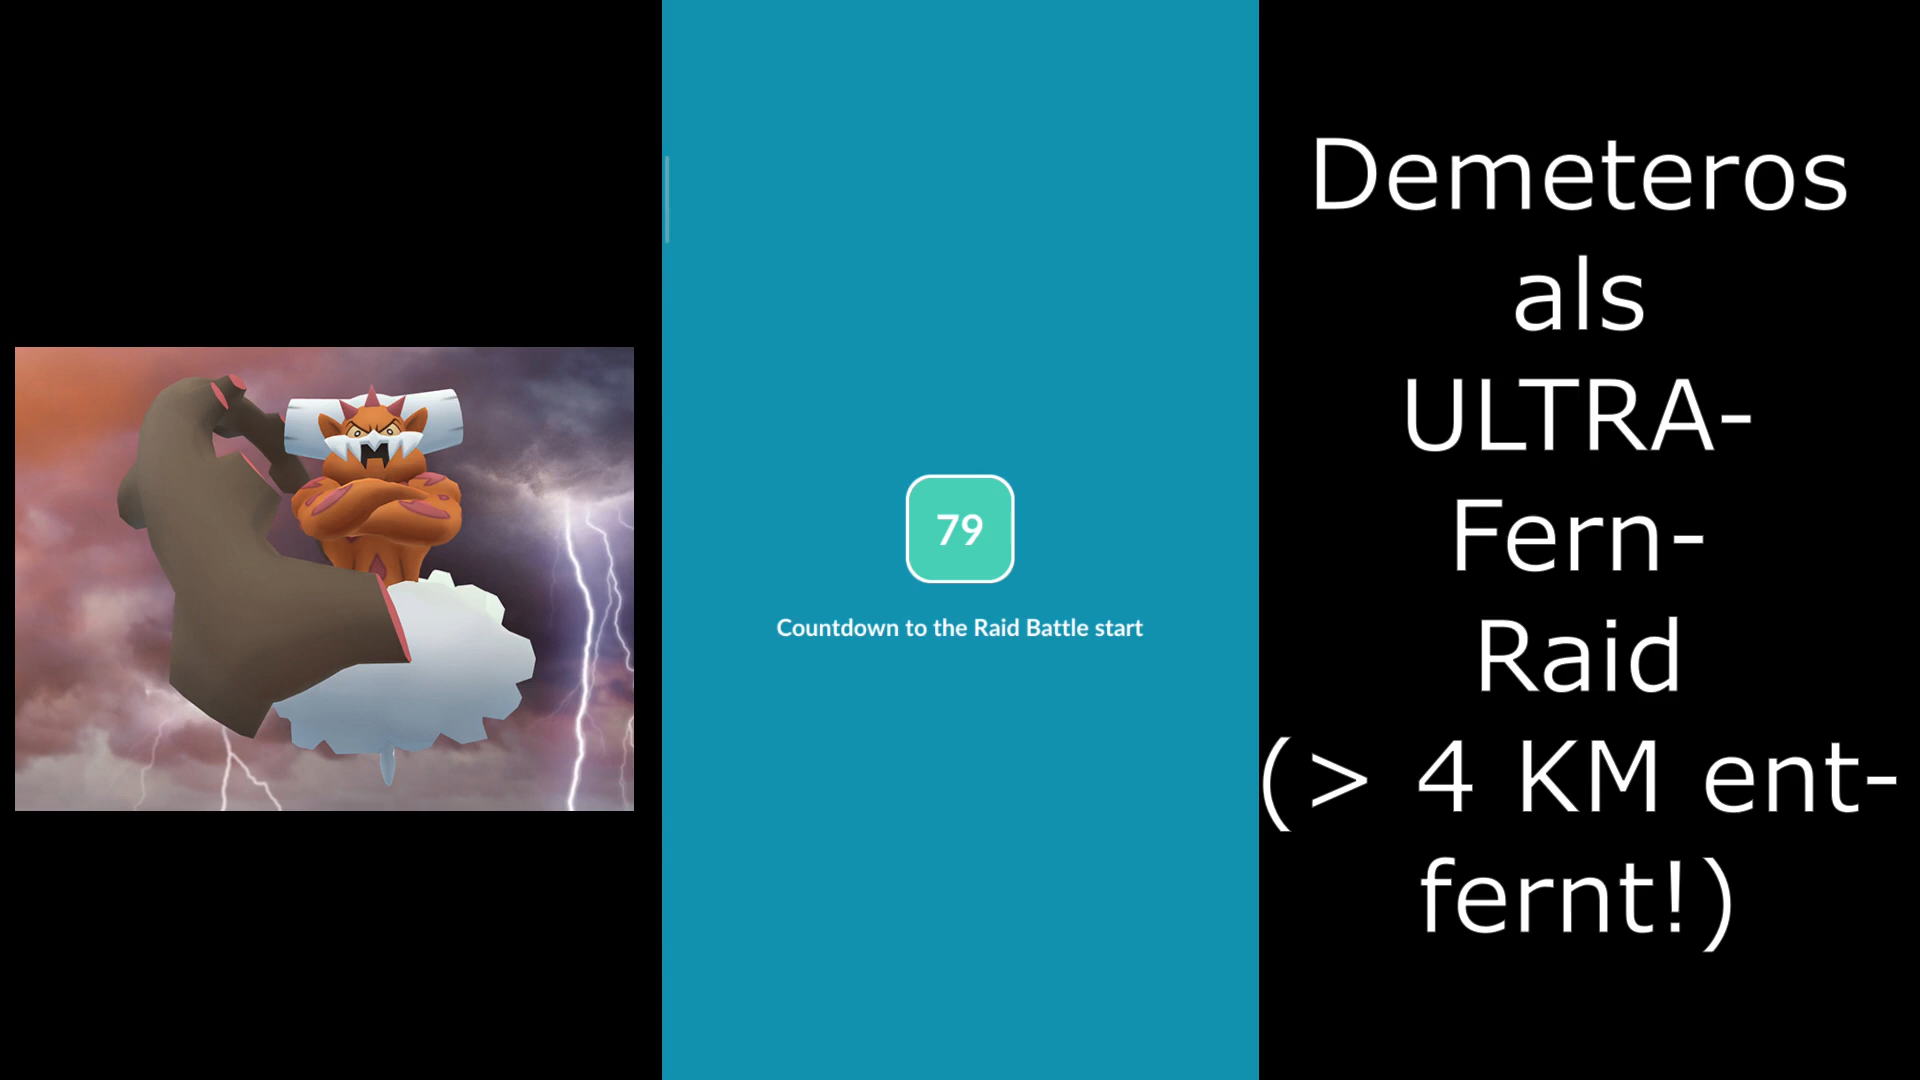 79
Countdown to the Raid Battle start
Demeteros
als
ULTRA-
Fern-
Raid
(> 4 KM ent-
fernt!)